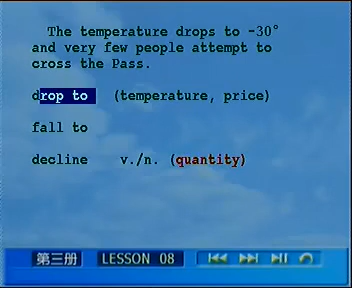 The temperature drops to -30°
and very few people attempt to
cross the Pass.
drop to (temperature, price)
fall to
decline v./n. (quantity)
第三册 LESSON 08